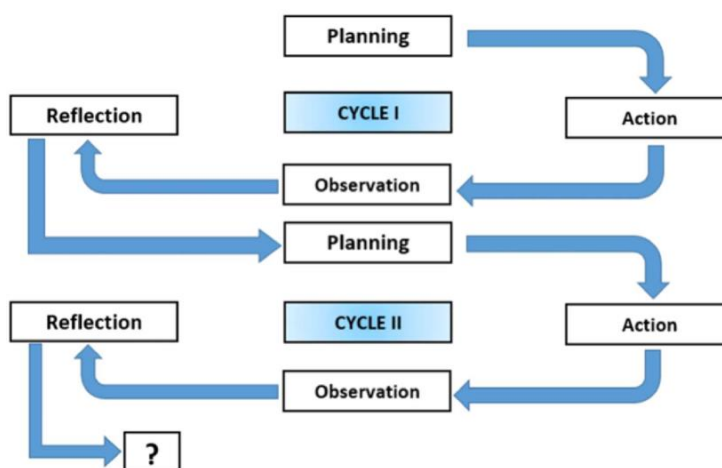 Planning
Reflection
CYCLE I
Action
Observation
Planning
Reflection
CYCLE II
Action
Observation
?